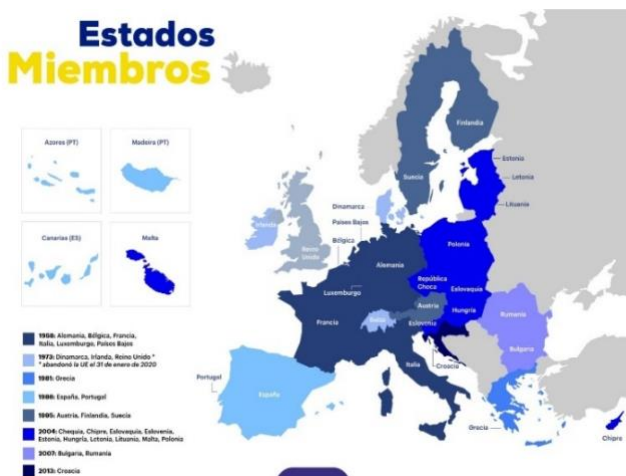 Estados
Miembros
Azores (PT)
Madeira (PT)
Canarias (ES)
Malta
Finlandia
Suecia
Estonia
Letonia
Lituania
Dinamarca
Países Bajos
Bélgica
Irlanda
Reino
Unido
Polonia
Alemania
República
Checa
Eslovaquia
Luxemburgo
Austria
Hungría
Eslovenia
Francia
Rumanía
Bulgaria
Croacia
Italia
Portugal
España
Grecia
Chipre
1958: Alemania, Bélgica, Francia,
Italia, Luxemburgo, Países Bajos
1973: Dinamarca, Irlanda, Reino Unido *
* abandonó la UE el 31 de enero de 2020
1981: Grecia
1986: España, Portugal
1995: Austria, Finlandia, Suecia
2004: Chequia, Chipre, Eslovaquia, Eslovenia,
Estonia, Hungría, Letonia, Lituania, Malta, Polonia
2007: Bulgaria, Rumanía
2013: Croacia